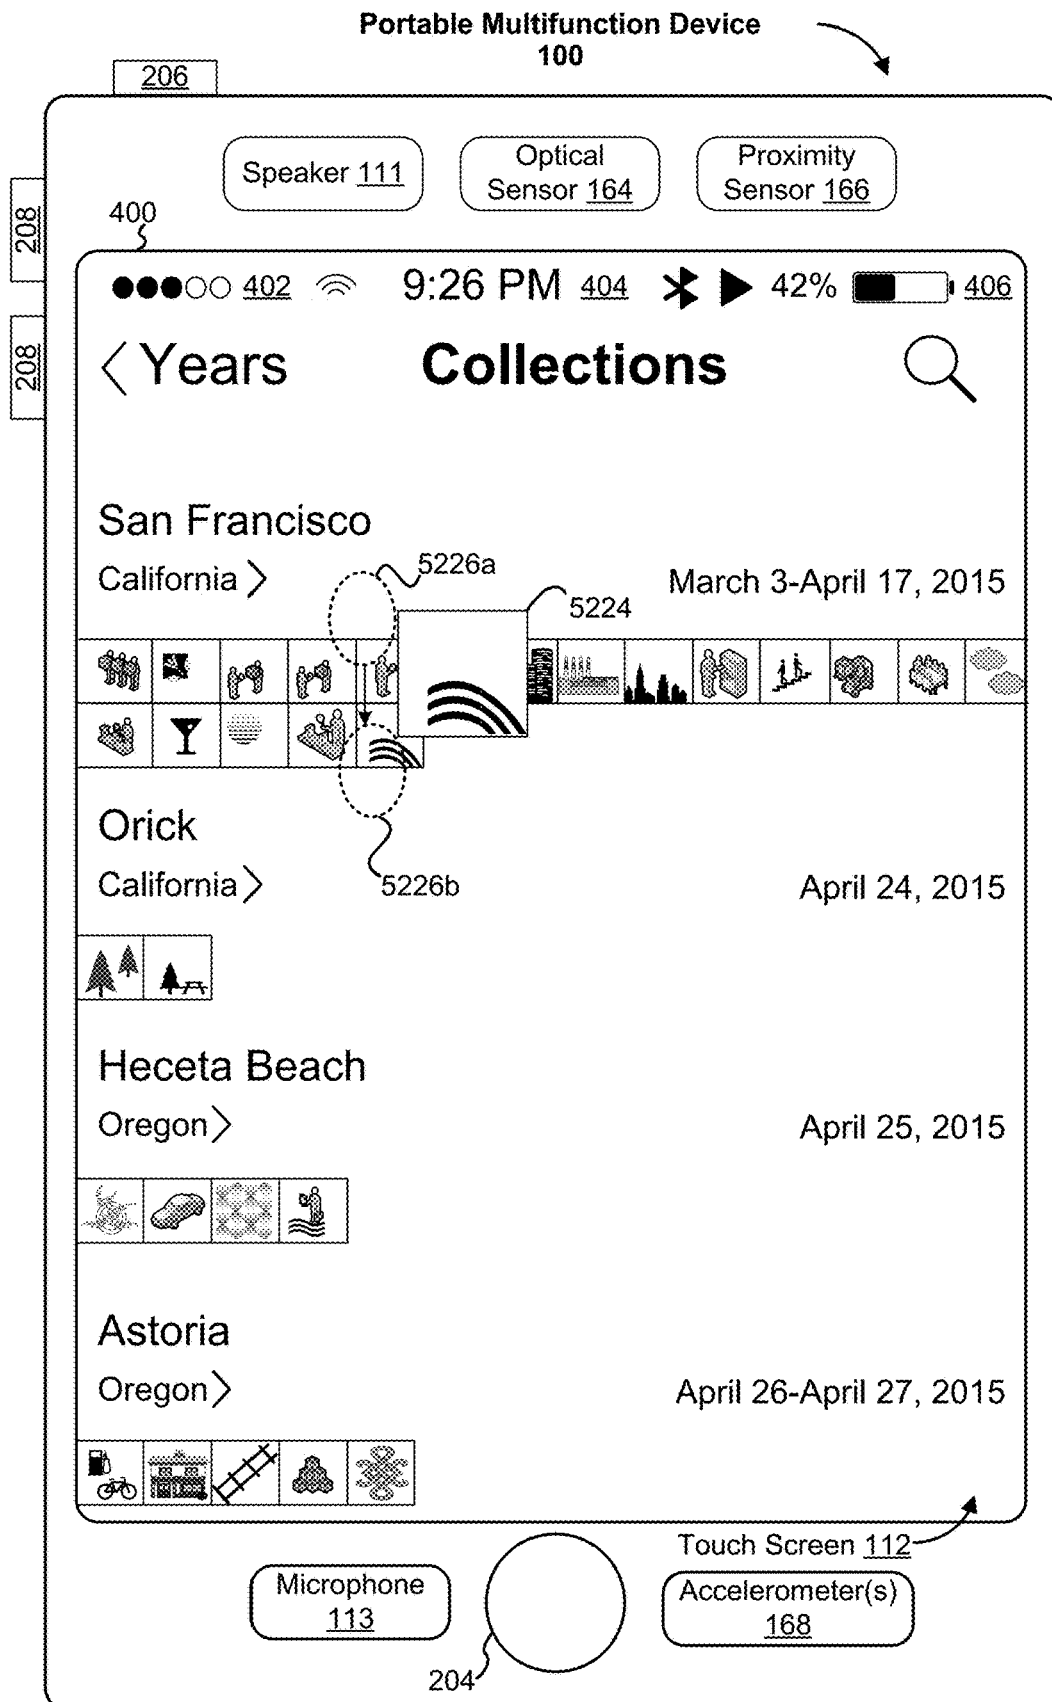 Portable Multifunction Device
100
206
Speaker 111
Optical
Sensor 164
Proximity
Sensor 166
208
400
402
9:26 PM 404
42%
406
208
Years
Collections
San Francisco
5226a
California
March 3-April 17, 2015
5224
Orick
California
5226b
April 24, 2015
Heceta Beach
Oregon
April 25, 2015
Astoria
Oregon
April 26-April 27, 2015
Touch Screen 112
Microphone
113
Accelerometer(s)
168
204